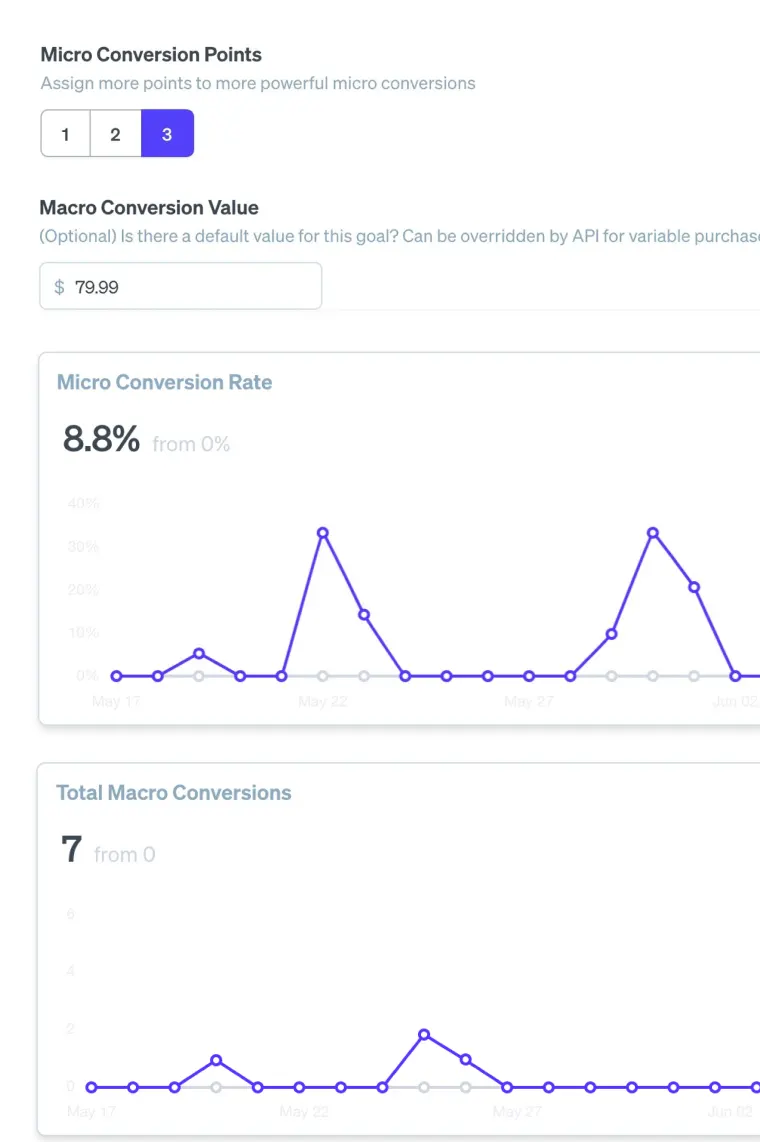 Micro Conversion Points
Assign more points to more powerful micro conversions
1 2 3
Macro Conversion Value
(Optional) Is there a default value for this goal? Can be overridden by API for variable purchase
$ 79.99
Micro Conversion Rate
8.8% from 0%
40%
30%
20%
10%
0%
May 17 May 22 May 27 Jun 02
Total Macro Conversions
7 from 0
6
4
2
0
May 17 May 22 May 27 Jun 02